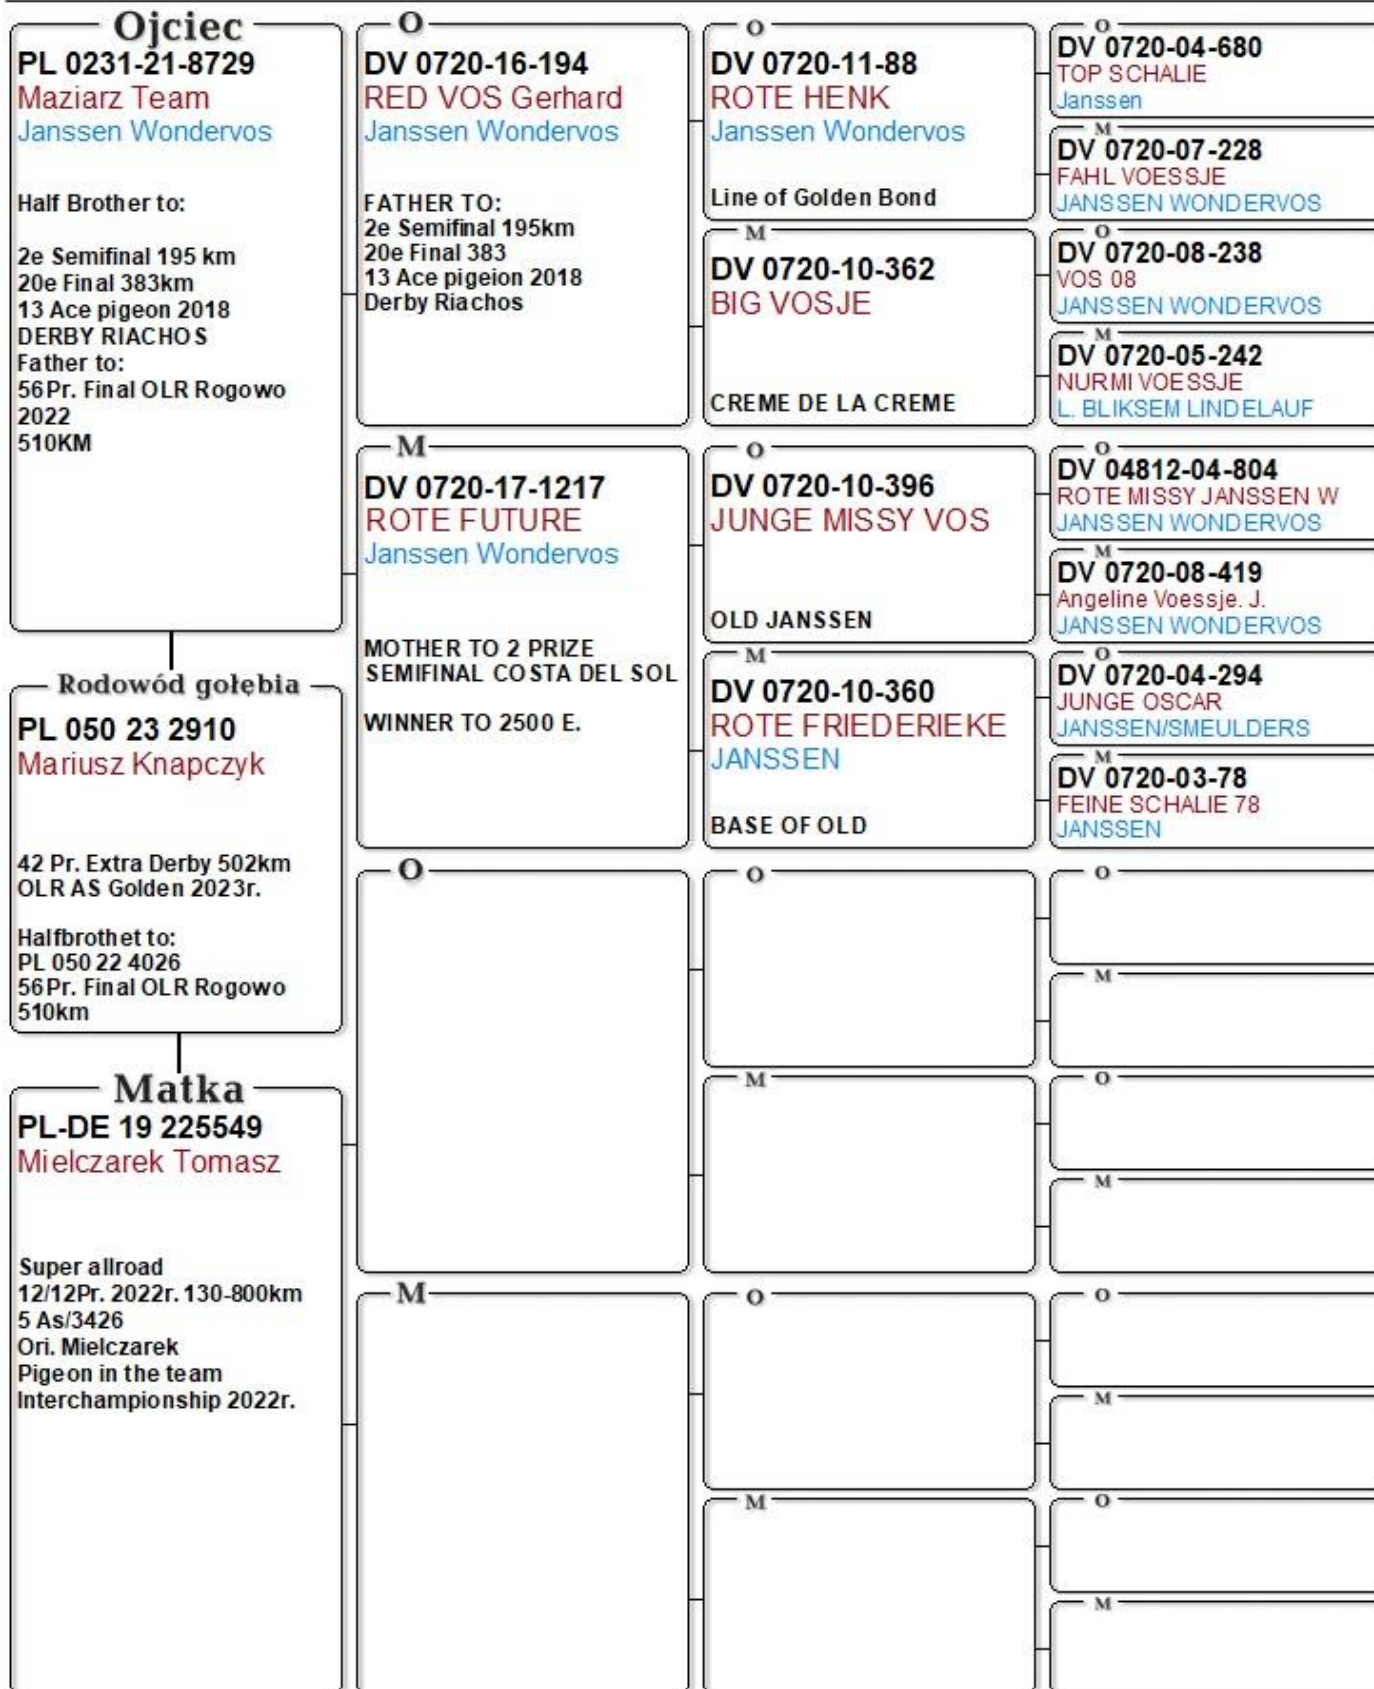 Ojciec
PL 0231-21-8729
Maziarz Team
Janssen Wondervos
Half Brother to:
2e Semifinal 195 km
20e Final 383km
13 Ace pigeon 2018
DERBY RIACHOS
Father to:
56Pr. Final OLR Rogowo
2022
510KM
Rodowód gołębia
PL 050 23 2910
Mariusz Knapczyk
42 Pr. Extra Derby 502km
OLR AS Golden 2023r.
Halfbrothet to:
PL 050 22 4026
56Pr. Final OLR Rogowo
510km
Matka
PL-DE 19 225549
Mielczarek Tomasz
Super allroad
12/12Pr. 2022r. 130-800km
5 As/3426
Ori. Mielczarek
Pigeon in the team
Interchampionship 2022r.
O
DV 0720-16-194
RED VOS Gerhard
Janssen Wondervos
FATHER TO:
2e Semifinal 195km
20e Final 383
13 Ace pigeion 2018
Derby Riachos
M
DV 0720-17-1217
ROTE FUTURE
Janssen Wondervos
MOTHER TO 2 PRIZE
SEMIFINAL COSTA DEL SOL
WINNER TO 2500 E.
O
M
O
DV 0720-11-88
ROTE HENK
Janssen Wondervos
Line of Golden Bond
M
DV 0720-10-362
BIG VOSJE
CREME DE LA CREME
O
DV 0720-10-396
JUNGE MISSY VOS
OLD JANSSEN
M
DV 0720-10-360
ROTE FRIEDERIEKE
JANSSEN
BASE OF OLD
O
M
O
M
O
DV 0720-04-680
TOP SCHALIE
Janssen
M
DV 0720-07-228
FAHL VOESSJE
JANSSEN WONDERVOS
O
DV 0720-08-238
VOS 08
JANSSEN WONDERVOS
M
DV 0720-05-242
NURMI VOESSJE
L. BLIKSEM LINDELAUF
O
DV 04812-04-804
ROTE MISSY JANSSEN W
JANSSEN WONDERVOS
M
DV 0720-08-419
Angeline Voessje. J.
JANSSEN WONDERVOS
O
DV 0720-04-294
JUNGE OSCAR
JANSSEN/SMEULDERS
M
DV 0720-03-78
FEINE SCHALIE 78
JANSSEN
O
M
O
M
O
M
O
M